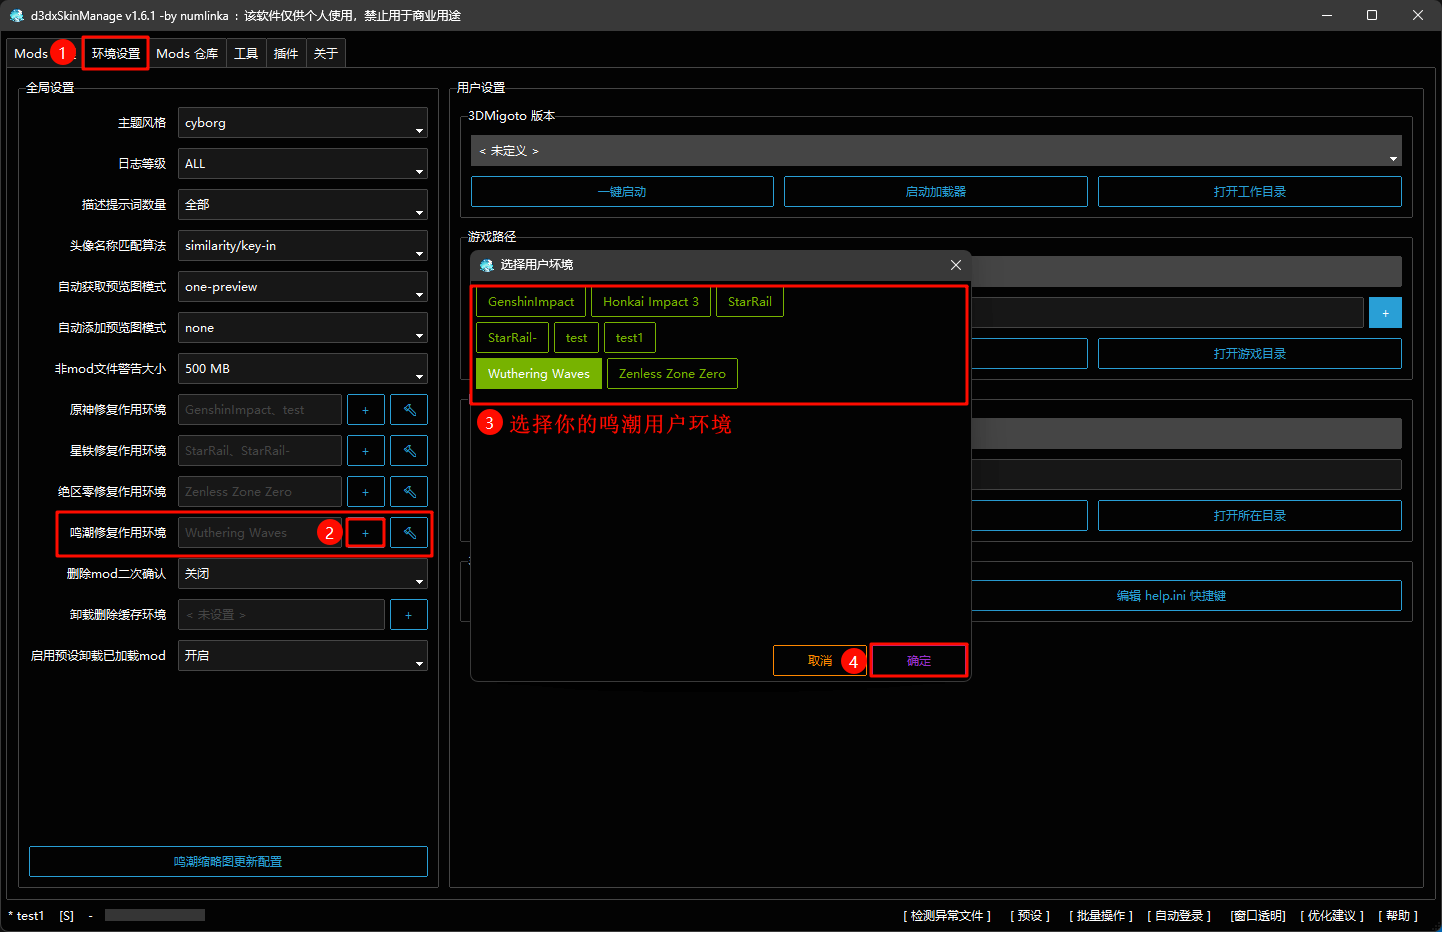 d3dxSkinManage v1.6.1 -by numlinka ：该软件仅供个人使用，禁止用于商业用途
Mods 1 环境设置 Mods 仓库 工具 插件 关于
全局设置
主题风格 cyborg
日志等级 ALL
描述提示词数量 全部
头像名称匹配算法 similarity/key-in
自动获取预览图模式 one-preview
自动添加预览图模式 none
非mod文件警告大小 500 MB
原神修复作用环境 GenshinImpact、test +
星铁修复作用环境 StarRail、StarRail- +
绝区零修复作用环境 Zenless Zone Zero +
鸣潮修复作用环境 Wuthering Waves 2 +
删除mod二次确认 关闭
卸载删除缓存环境 < 未设置 > +
启用预设卸载已加载mod 开启
鸣潮缩略图更新配置
用户设置
3DMigoto 版本
< 未定义 >
一键启动 启动加载器 打开工作目录
游戏路径
+
打开游戏目录
打开所在目录
编辑 help.ini 快捷键
选择用户环境
GenshinImpact Honkai Impact 3 StarRail
StarRail- test test1
Wuthering Waves Zenless Zone Zero
3 选择你的鸣潮用户环境
取消 4 确定
* test1 [S] -
[ 检测异常文件 ] [ 预设 ] [ 批量操作 ] [ 自动登录 ] [窗口透明] [ 优化建议 ] [ 帮助 ]